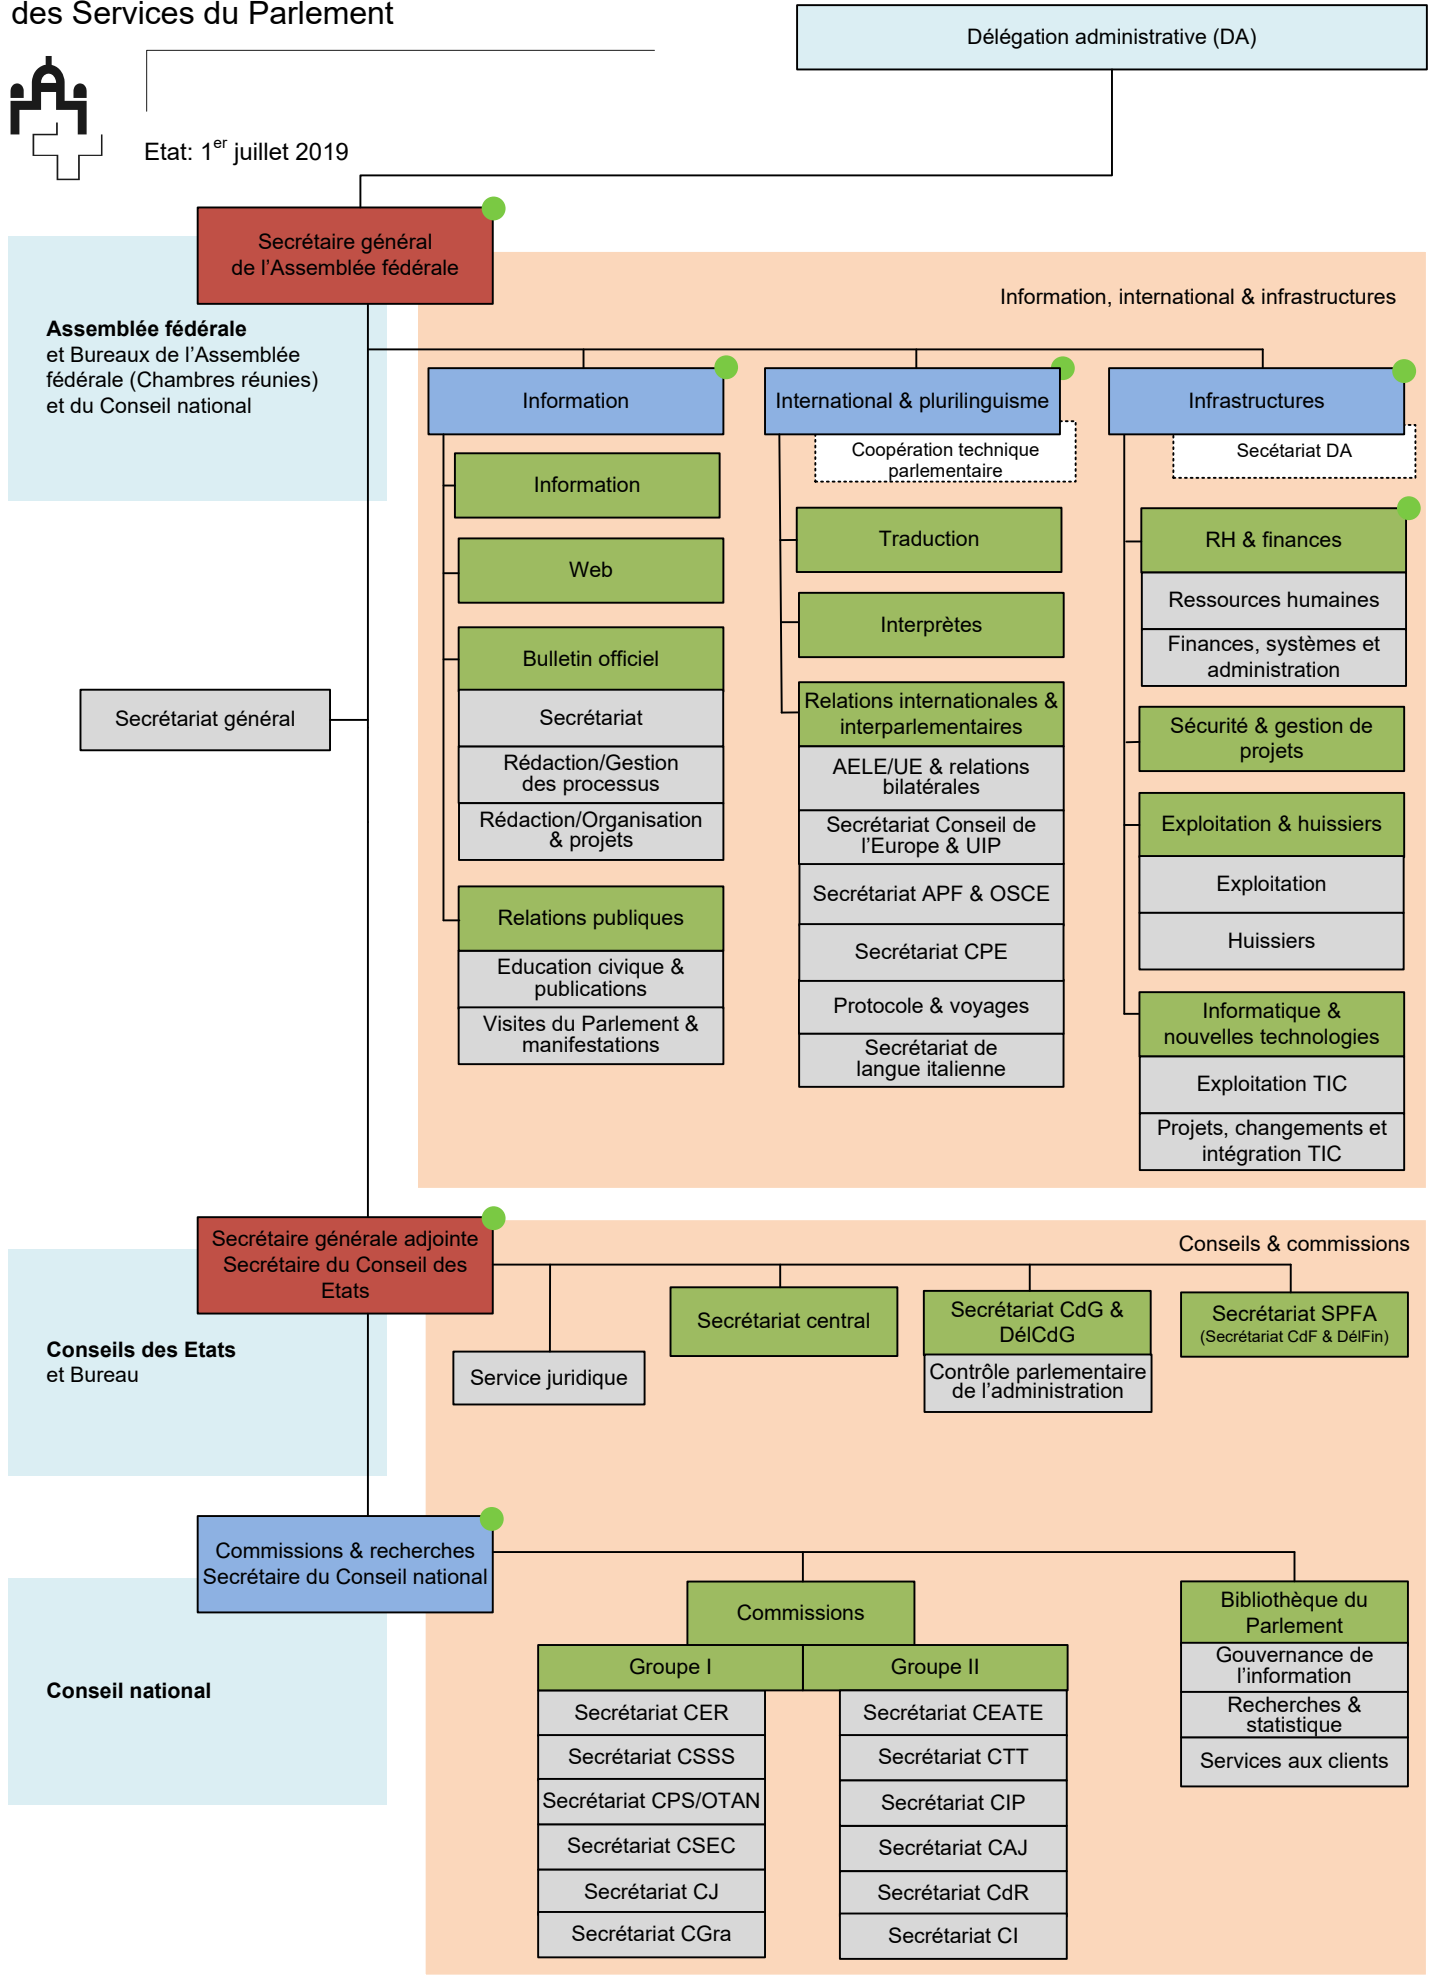 des Services du Parlement
Délégation administrative (DA)
Etat: 1er juillet 2019
Secrétaire général
de l'Assemblée fédérale
Information, international & infrastructures
Assemblée fédérale
et Bureaux de l'Assemblée
fédérale (Chambres réunies)
et du Conseil national
Information
International & plurilinguisme
Infrastructures
Coopération technique
parlementaire
Secétariat DA
Information
Web
Bulletin officiel
Secrétariat
Rédaction/Gestion
des processus
Rédaction/Organisation
& projets
Relations publiques
Education civique &
publications
Visites du Parlement &
manifestations
Traduction
Interprètes
Relations internationales &
interparlementaires
AELE/UE & relations
bilatérales
Secrétariat Conseil de
l'Europe & UIP
Secrétariat APF & OSCE
Secrétariat CPE
Protocole & voyages
Secrétariat de
langue italienne
RH & finances
Ressources humaines
Finances, systèmes et
administration
Sécurité & gestion de
projets
Exploitation & huissiers
Exploitation
Huissiers
Informatique &
nouvelles technologies
Exploitation TIC
Projets, changements et
intégration TIC
Secrétariat général
Secrétaire générale adjointe
Secrétaire du Conseil des
Etats
Conseils & commissions
Conseils des Etats
et Bureau
Service juridique
Secrétariat central
Secrétariat CdG &
DélCdG
Contrôle parlementaire
de l'administration
Secrétariat SPFA
(Secrétariat CdF & DélFin)
Commissions & recherches
Secrétaire du Conseil national
Conseil national
Commissions
Groupe I
Secrétariat CER
Secrétariat CSSS
Secrétariat CPS/OTAN
Secrétariat CSEC
Secrétariat CJ
Secrétariat CGra
Groupe II
Secrétariat CEATE
Secrétariat CTT
Secrétariat CIP
Secrétariat CAJ
Secrétariat CdR
Secrétariat CI
Bibliothèque du
Parlement
Gouvernance de
l'information
Recherches &
statistique
Services aux clients